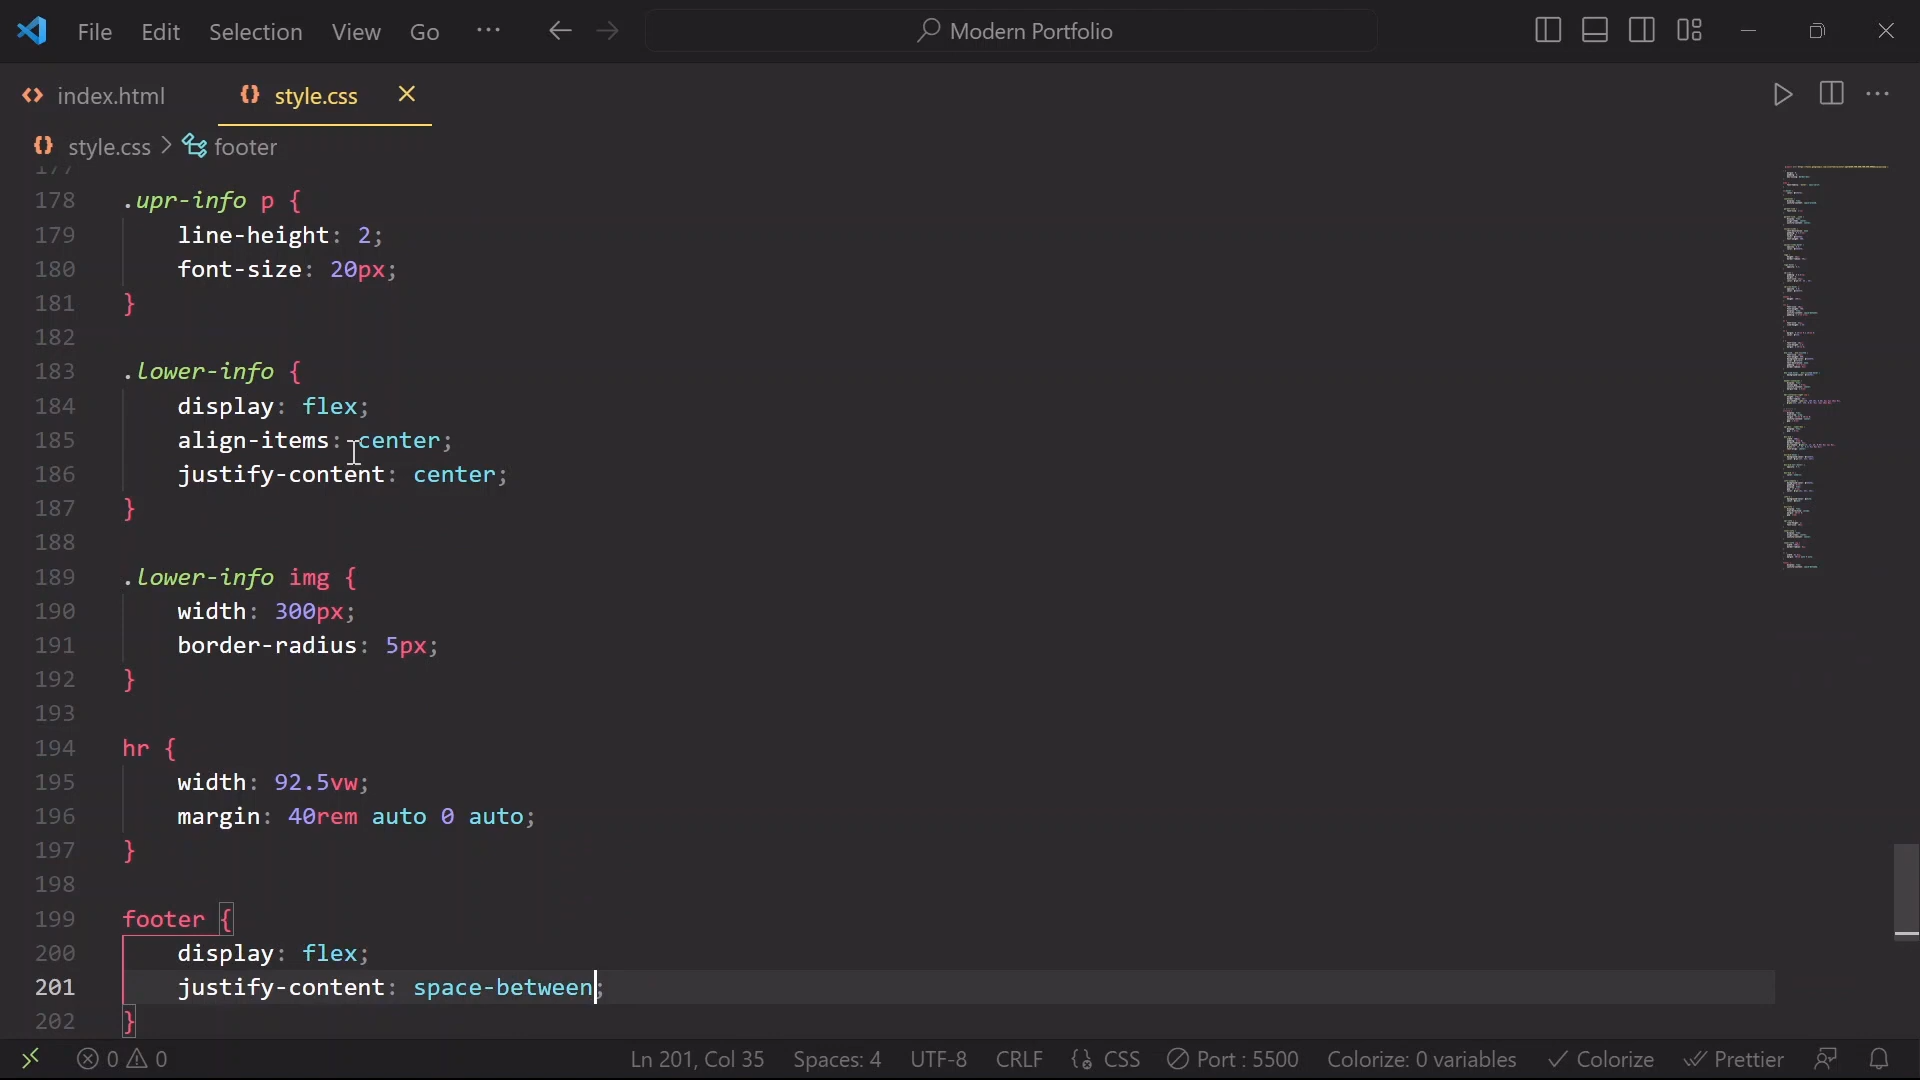 File Edit Selection View Go ··· Modern Portfolio
index.html style.css
style.css > footer
177
178 .upr-info p {
179 line-height: 2;
180 font-size: 20px;
181 }
182
183 .lower-info {
184 display: flex;
185 align-items: center;
186 justify-content: center;
187 }
188
189 .lower-info img {
190 width: 300px;
191 border-radius: 5px;
192 }
193
194 hr {
195 width: 92.5vw;
196 margin: 40rem auto 0 auto;
197 }
198
199 footer {
200 display: flex;
201 justify-content: space-between;
202 }
0 0 Ln 201, Col 35 Spaces: 4 UTF-8 CRLF {} CSS Port : 5500 Colorize: 0 variables Colorize Prettier